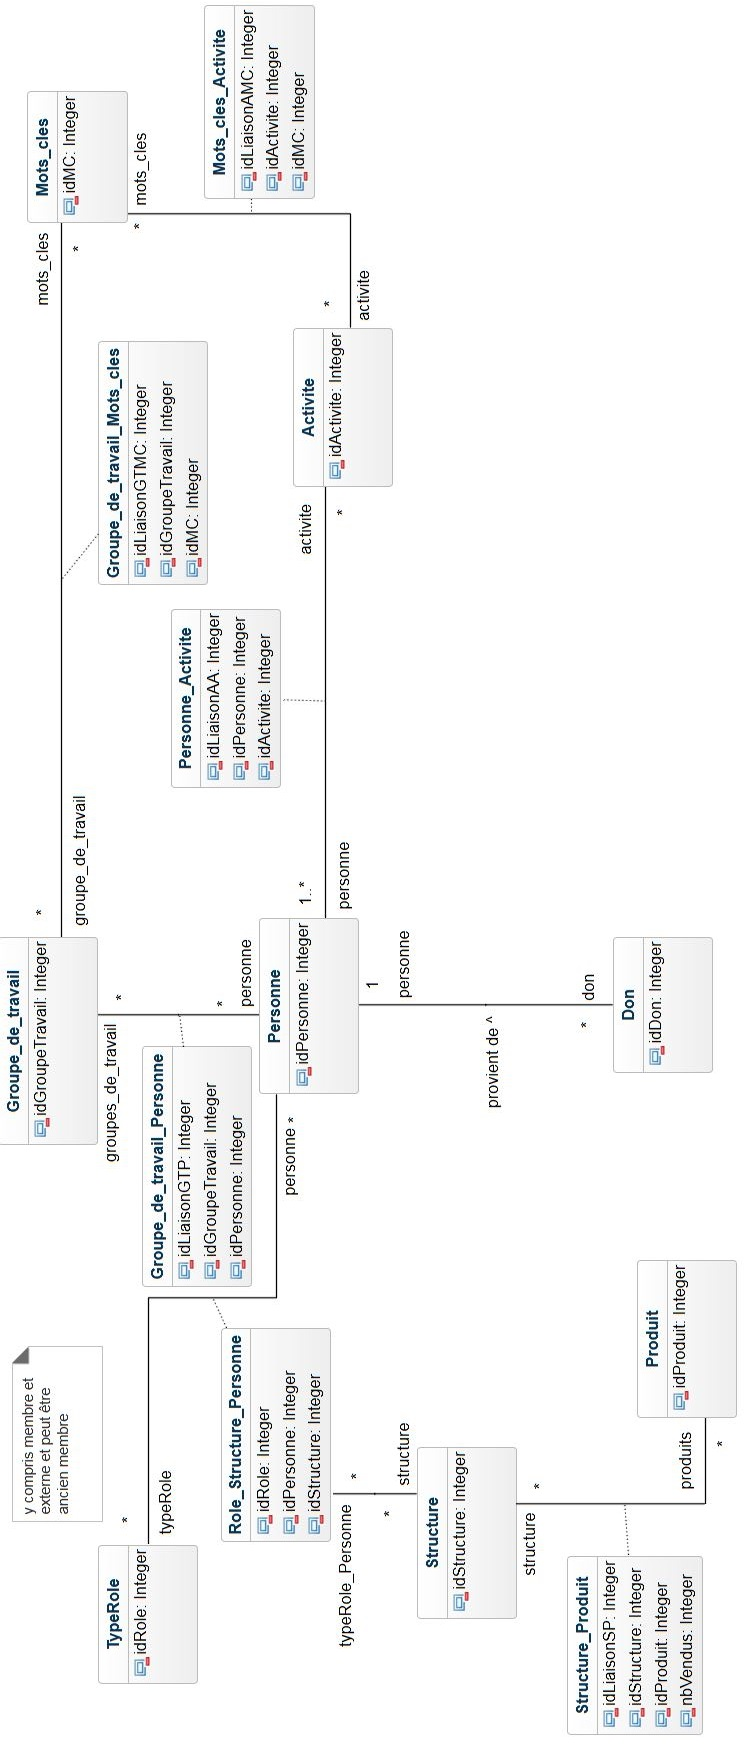 y compris membre et
externe et peut être
ancien membre
Groupe_de_travail
idGroupeTravail: Integer
*
groupe_de_travail
mots_cles
*
Mots_cles
idMC: Integer
*
mots_cles
Mots_cles_Activite
idLiaisonAMC: Integer
idActivite: Integer
idMC: Integer
Groupe_de_travail_Mots_cles
idLiaisonGTMC: Integer
idGroupeTravail: Integer
idMC: Integer
groupes_de_travail
*
*
personne
TypeRole
idRole: Integer
*
typeRole
Groupe_de_travail_Personne
idLiaisonGTP: Integer
idGroupeTravail: Integer
idPersonne: Integer
Personne_Activite
idLiaisonAA: Integer
idPersonne: Integer
idActivite: Integer
Role_Structure_Personne
idRole: Integer
idPersonne: Integer
idStructure: Integer
personne *
Personne
idPersonne: Integer
1..*
personne
activite
*
Activite
idActivite: Integer
*
activite
typeRole_Personne
*
*
structure
1
personne
Structure
idStructure: Integer
provient de ^
structure
*
*
don
Structure_Produit
idLiaisonSP: Integer
idStructure: Integer
idProduit: Integer
nbVendus: Integer
Don
idDon: Integer
produits
*
Produit
idProduit: Integer